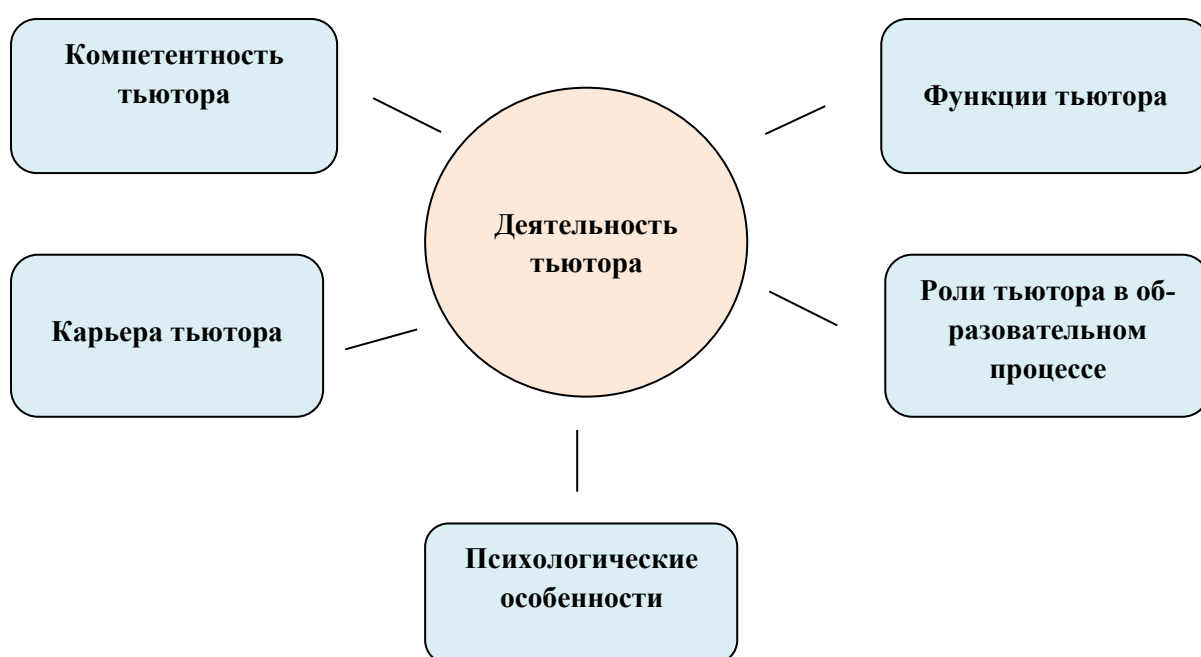 Компетентность
тьютора
Функции тьютора
Деятельность
тьютора
Карьера тьютора
Роли тьютора в об-
разовательном
процессе
Психологические
особенности